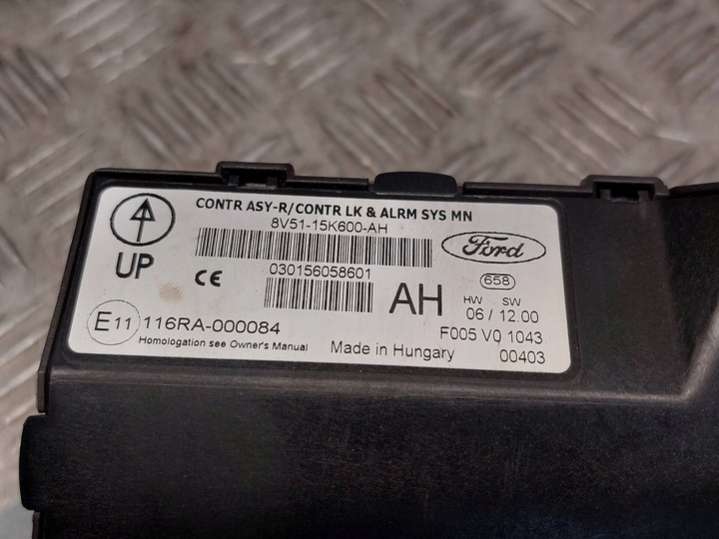 CONTR ASY-R/CONTR LK & ALRM SYS MN
8V51-15K600-AH
Ford
UP
CE
030156058601
658
AH
HW SW
06 / 12.00
E11 116RA-000084
F005 V0 1043
Homologation see Owner's Manual
Made in Hungary
00403